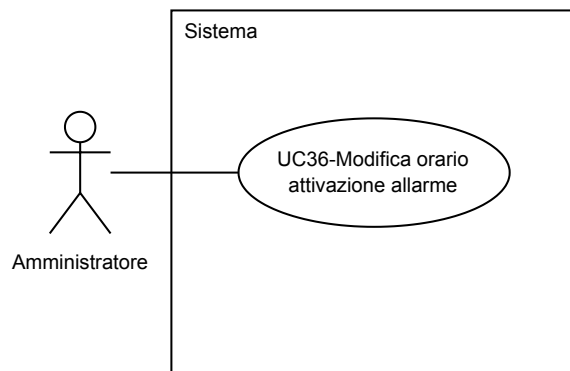 Sistema
UC36-Modifica orario
attivazione allarme
Amministratore